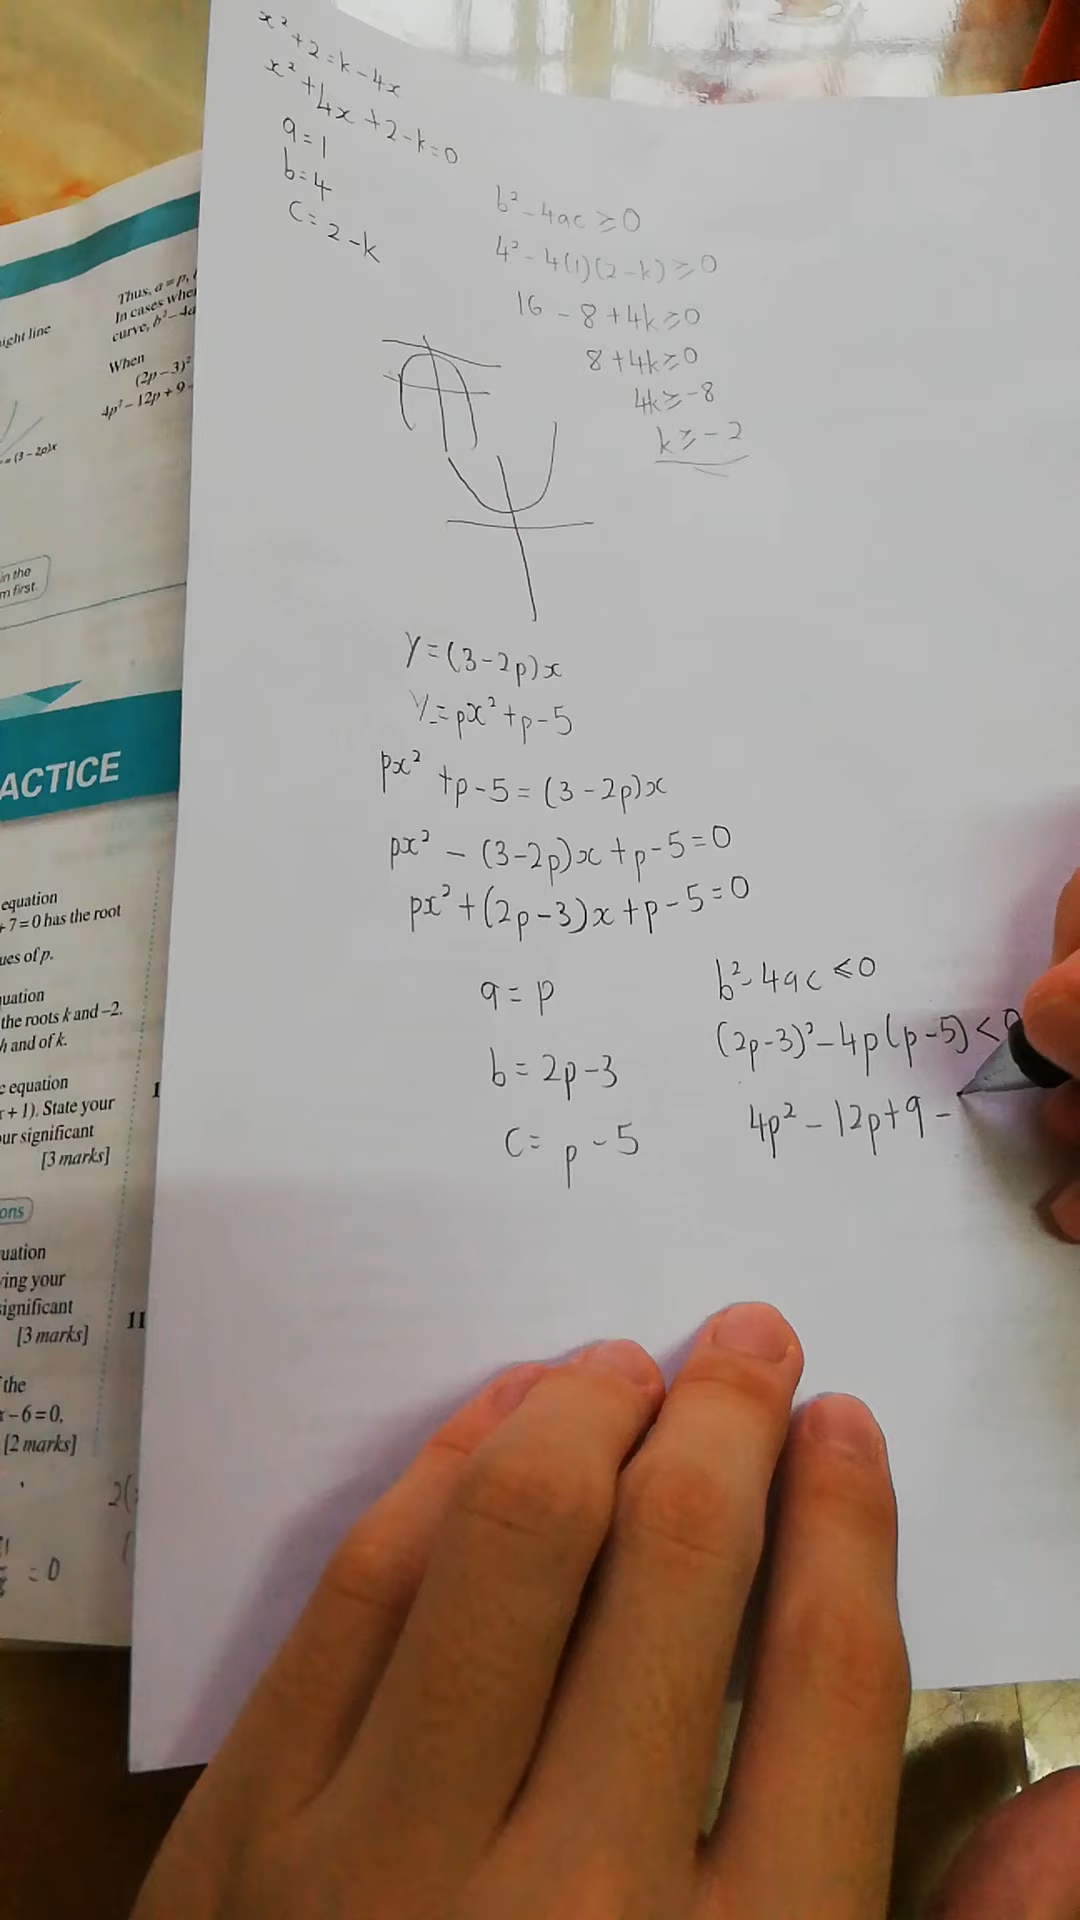 x² + 2 = k - 4x
x² + 4x + 2 - k = 0
a = 1
b = 4
c = 2 - k
b² - 4ac ≥ 0
4² - 4(1)(2 - k) ≥ 0
16 - 8 + 4k ≥ 0
8 + 4k ≥ 0
4k ≥ -8
k ≥ -2
y = (3 - 2p)x
y = px² + p - 5
px² + p - 5 = (3 - 2p)x
px² - (3 - 2p)x + p - 5 = 0
px² + (2p - 3)x + p - 5 = 0
a = p
b = 2p - 3
c = p - 5
b² - 4ac ≤ 0
(2p - 3)² - 4p(p - 5) < 0
4p² - 12p + 9 -
ight line
= (3 - 2p)x
in the
m first.
Thus, a = p,
In cases whe
curve, b² - 4a
When
(2p - 3)²
4p² - 12p + 9
ACTICE
equation
+ 7 = 0 has the root
ues of p.
uation
the roots k and -2.
h and of k.
equation
+ 1). State your
ur significant
[3 marks]
ons
uation
ving your
significant
[3 marks]
11
the
- 6 = 0,
[2 marks]
2(
= 0